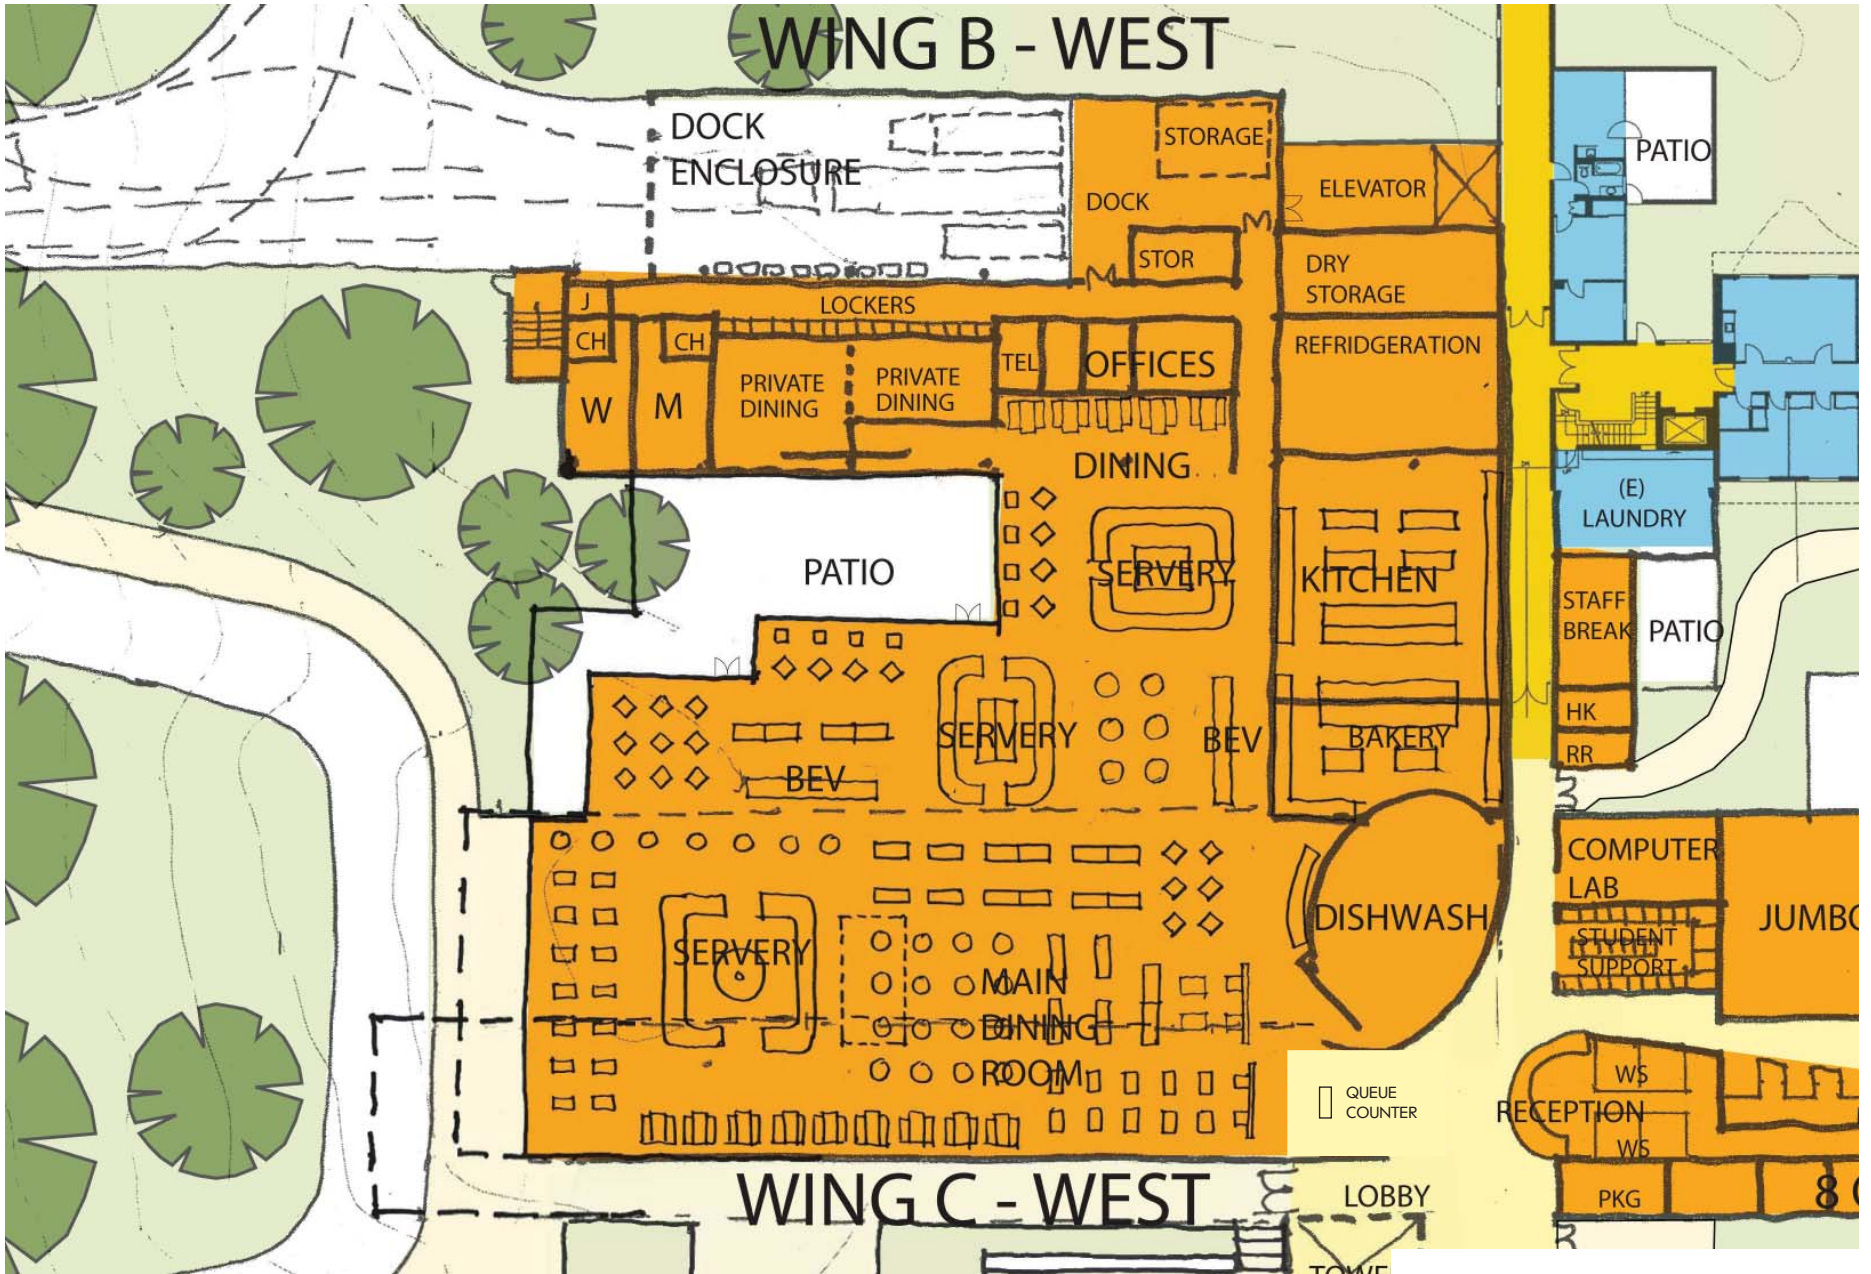 WING B - WEST
DOCK
ENCLOSURE
STORAGE
DOCK
ELEVATOR
PATIO
STOR
DRY
STORAGE
J
LOCKERS
CH
CH
TEL
OFFICES
REFRIDGERATION
PRIVATE
DINING
PRIVATE
DINING
W
M
DINING
(E)
LAUNDRY
PATIO
SERVERY
KITCHEN
STAFF
BREAK
PATIO
SERVERY
BEV
BAKERY
HK
RR
BEV
COMPUTER
LAB
DISHWASH
STUDENT
SUPPORT
JUMBO
SERVERY
MAIN
DINING
ROOM
QUEUE
COUNTER
RECEPTION
WS
WS
WING C - WEST
LOBBY
PKG
8